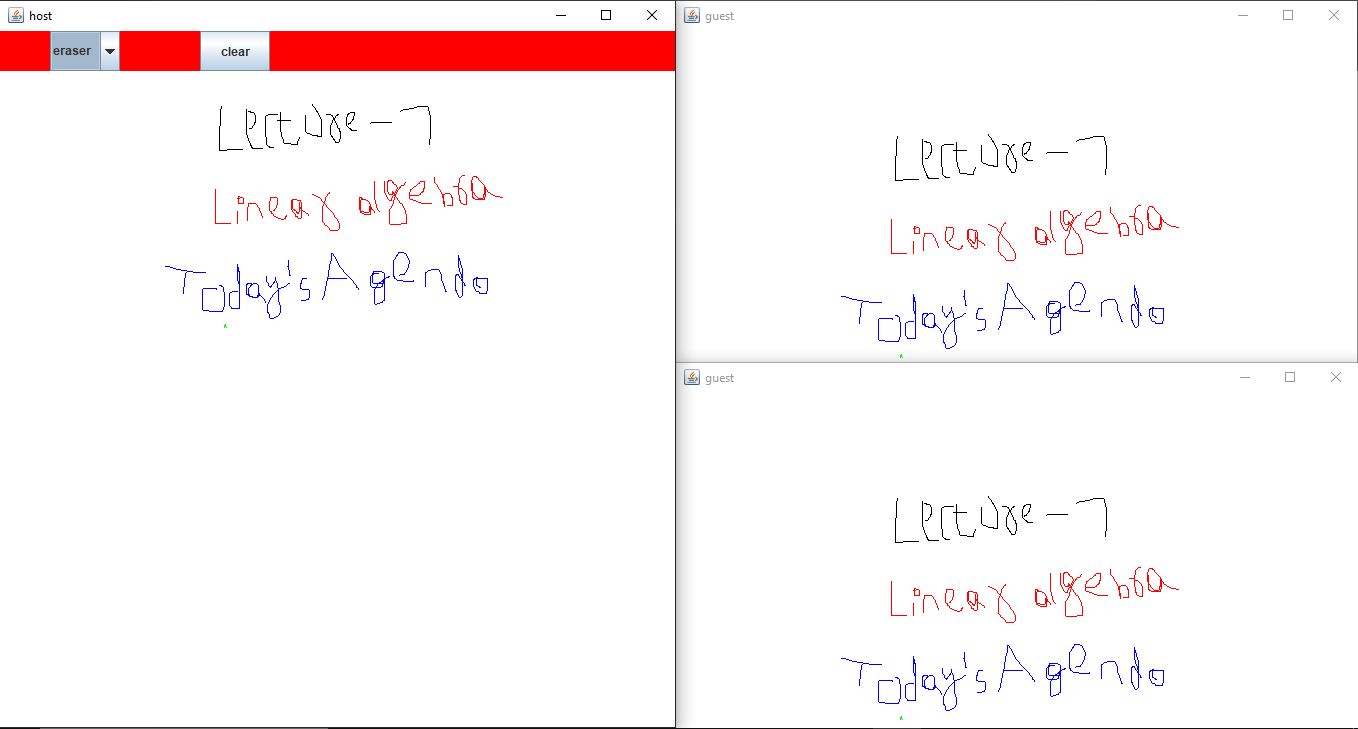 host
eraser
clear
Lecture-7
Linear algebra
Today's Agenda
guest
Lecture-7
Linear algebra
Today's Agenda
guest
Lecture-7
Linear algebra
Today's Agenda